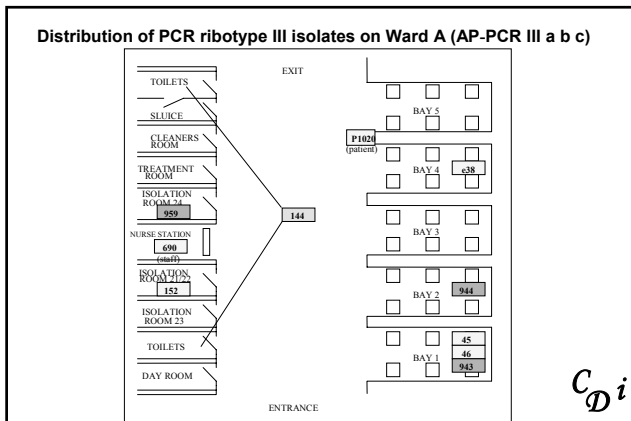 Distribution of PCR ribotype III isolates on Ward A (AP-PCR III a b c)
EXIT
TOILETS
SLUICE
CLEANERS
ROOM
TREATMENT
ROOM
ISOLATION
ROOM 24
959
NURSE STATION
690
(staff)
ISOLATION
ROOM 21/22
152
ISOLATION
ROOM 23
TOILETS
DAY ROOM
144
BAY 5
P1020
(patient)
BAY 4
e38
BAY 3
BAY 2
944
45
46
BAY 1
943
ENTRANCE
C D i